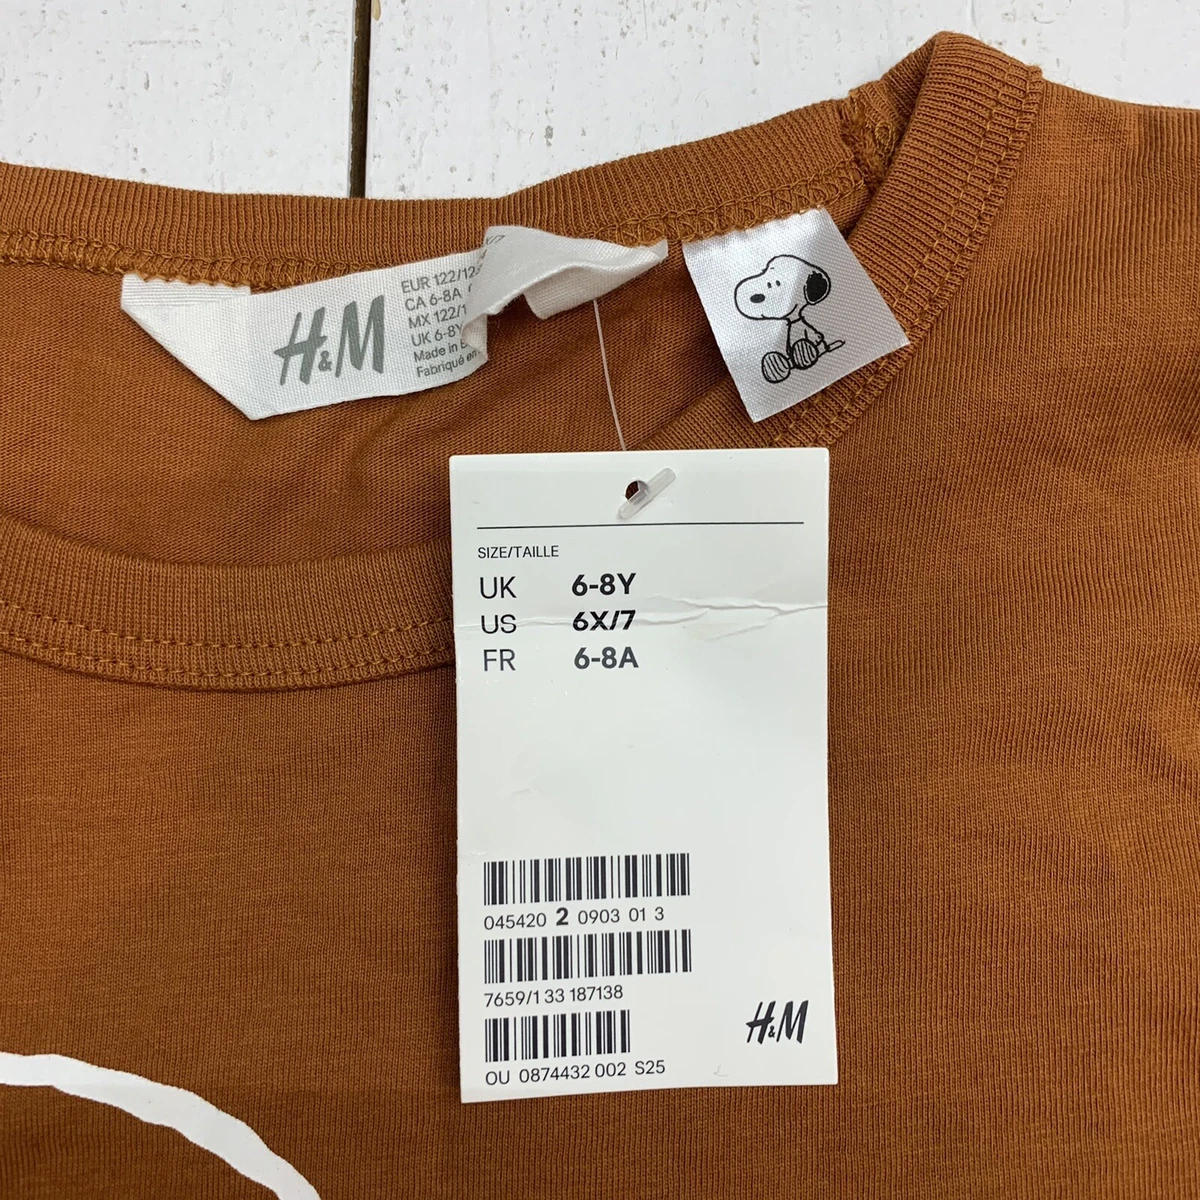 H&M
EUR 122/12
CA 6-8A
MX 122/1
UK 6-8Y
Made in
Fabriqué en
SIZE/TAILLE
UK 6-8Y
US 6X/7
FR 6-8A
045420 2 0903 01 3
7659/1 33 187138
H&M
OU 0874432 002 S25